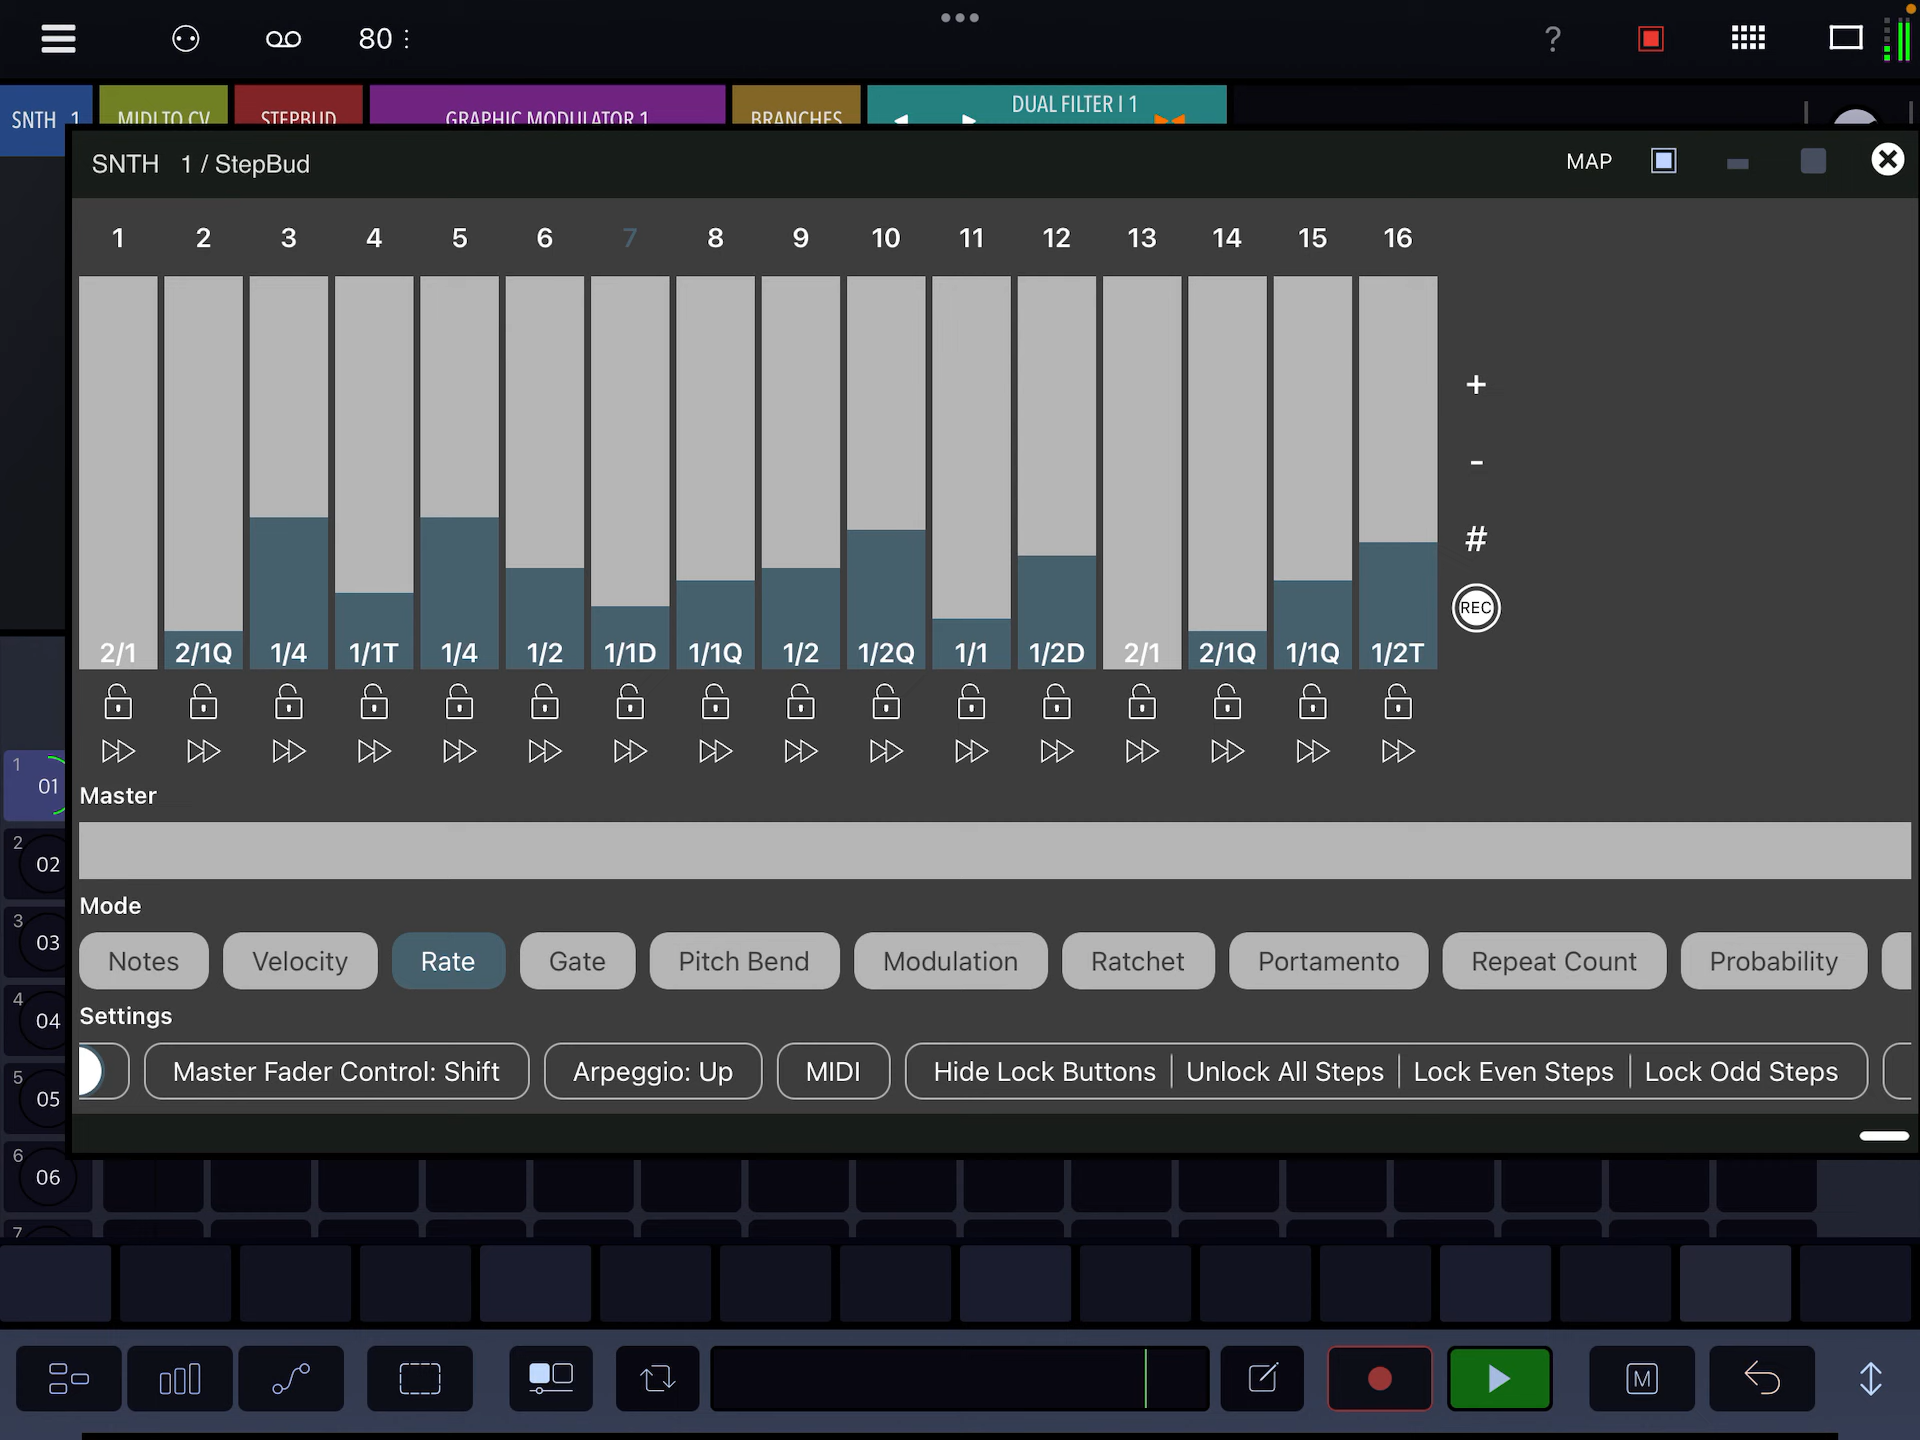 80
?
SNTH 1
MIDI TO CV
STEPBUD
GRAPHIC MODULATOR 1
BRANCHES
DUAL FILTER I 1
SNTH 1 / StepBud
MAP
1 2 3 4 5 6 7 8 9 10 11 12 13 14 15 16
+
-
#
REC
2/1 2/1Q 1/4 1/1T 1/4 1/2 1/1D 1/1Q 1/2 1/2Q 1/1 1/2D 2/1 2/1Q 1/1Q 1/2T
Master
Mode
Notes Velocity Rate Gate Pitch Bend Modulation Ratchet Portamento Repeat Count Probability
Settings
Master Fader Control: Shift Arpeggio: Up MIDI Hide Lock Buttons Unlock All Steps Lock Even Steps Lock Odd Steps
1 01
2 02
3 03
4 04
5 05
6 06
7
M